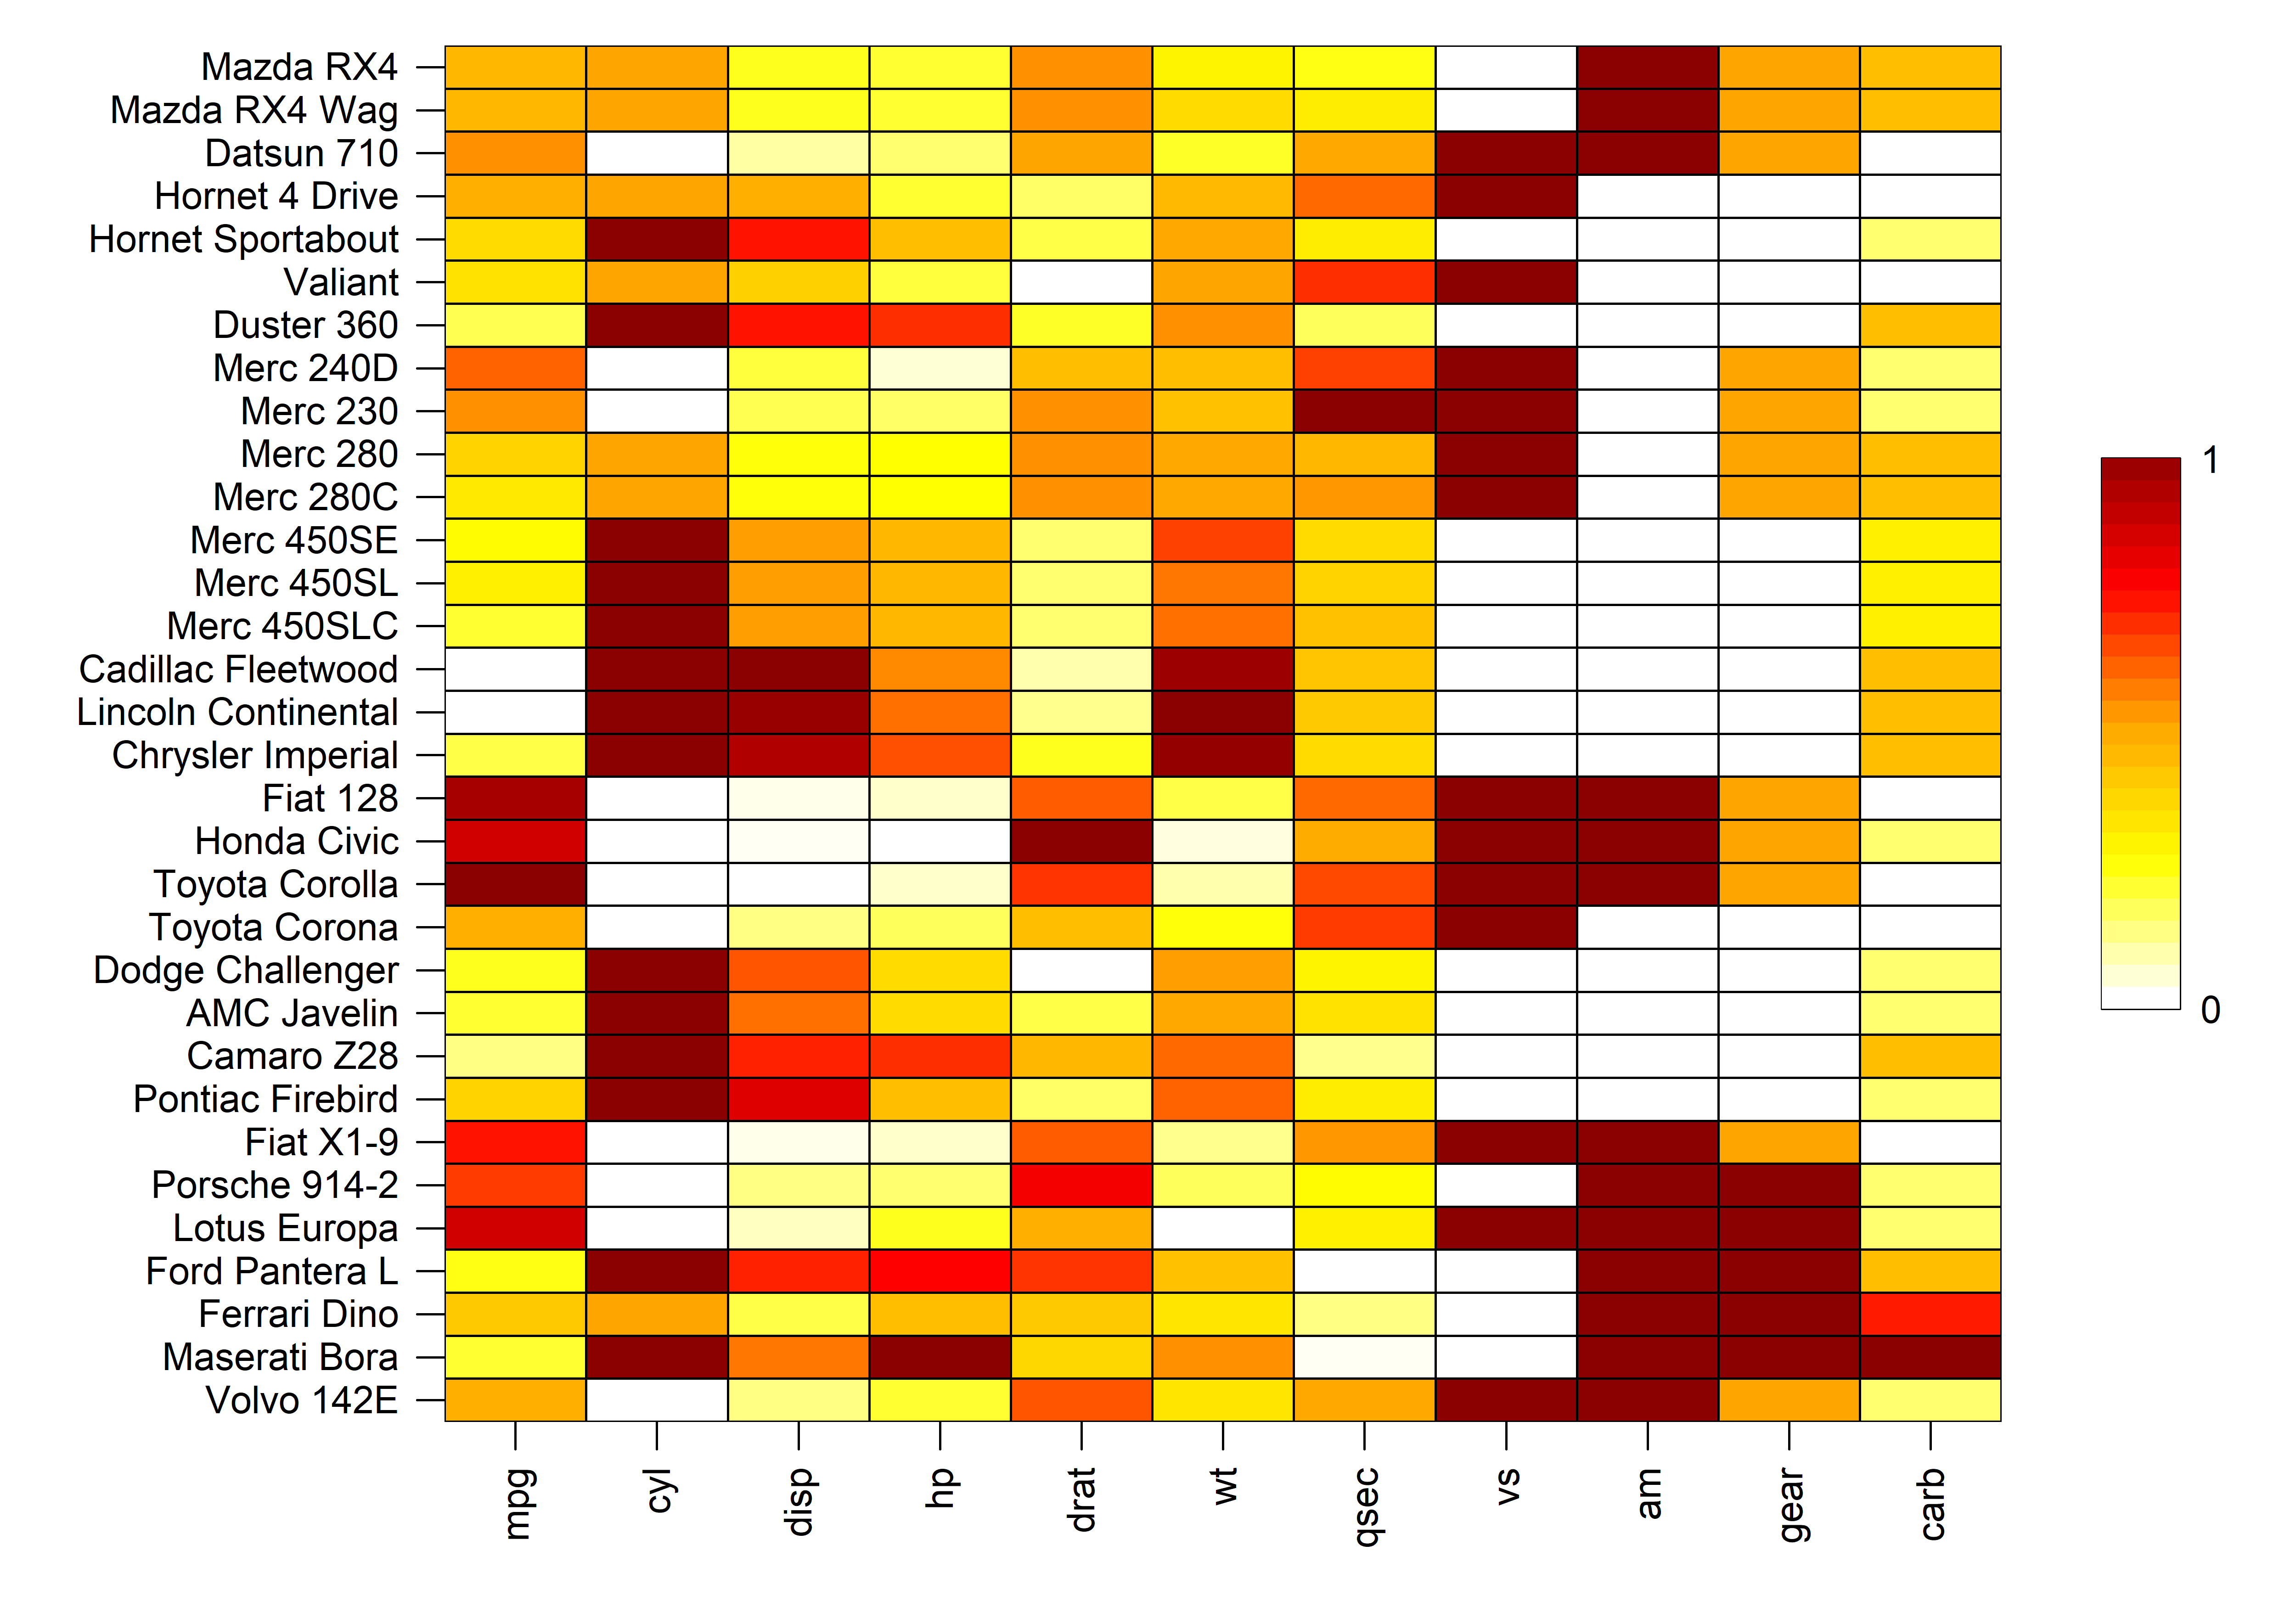 Mazda RX4
Mazda RX4 Wag
Datsun 710
Hornet 4 Drive
Hornet Sportabout
Valiant
Duster 360
Merc 240D
Merc 230
Merc 280
Merc 280C
Merc 450SE
Merc 450SL
Merc 450SLC
Cadillac Fleetwood
Lincoln Continental
Chrysler Imperial
Fiat 128
Honda Civic
Toyota Corolla
Toyota Corona
Dodge Challenger
AMC Javelin
Camaro Z28
Pontiac Firebird
Fiat X1-9
Porsche 914-2
Lotus Europa
Ford Pantera L
Ferrari Dino
Maserati Bora
Volvo 142E
mpg
cyl
disp
hp
drat
wt
qsec
vs
am
gear
carb
1
0